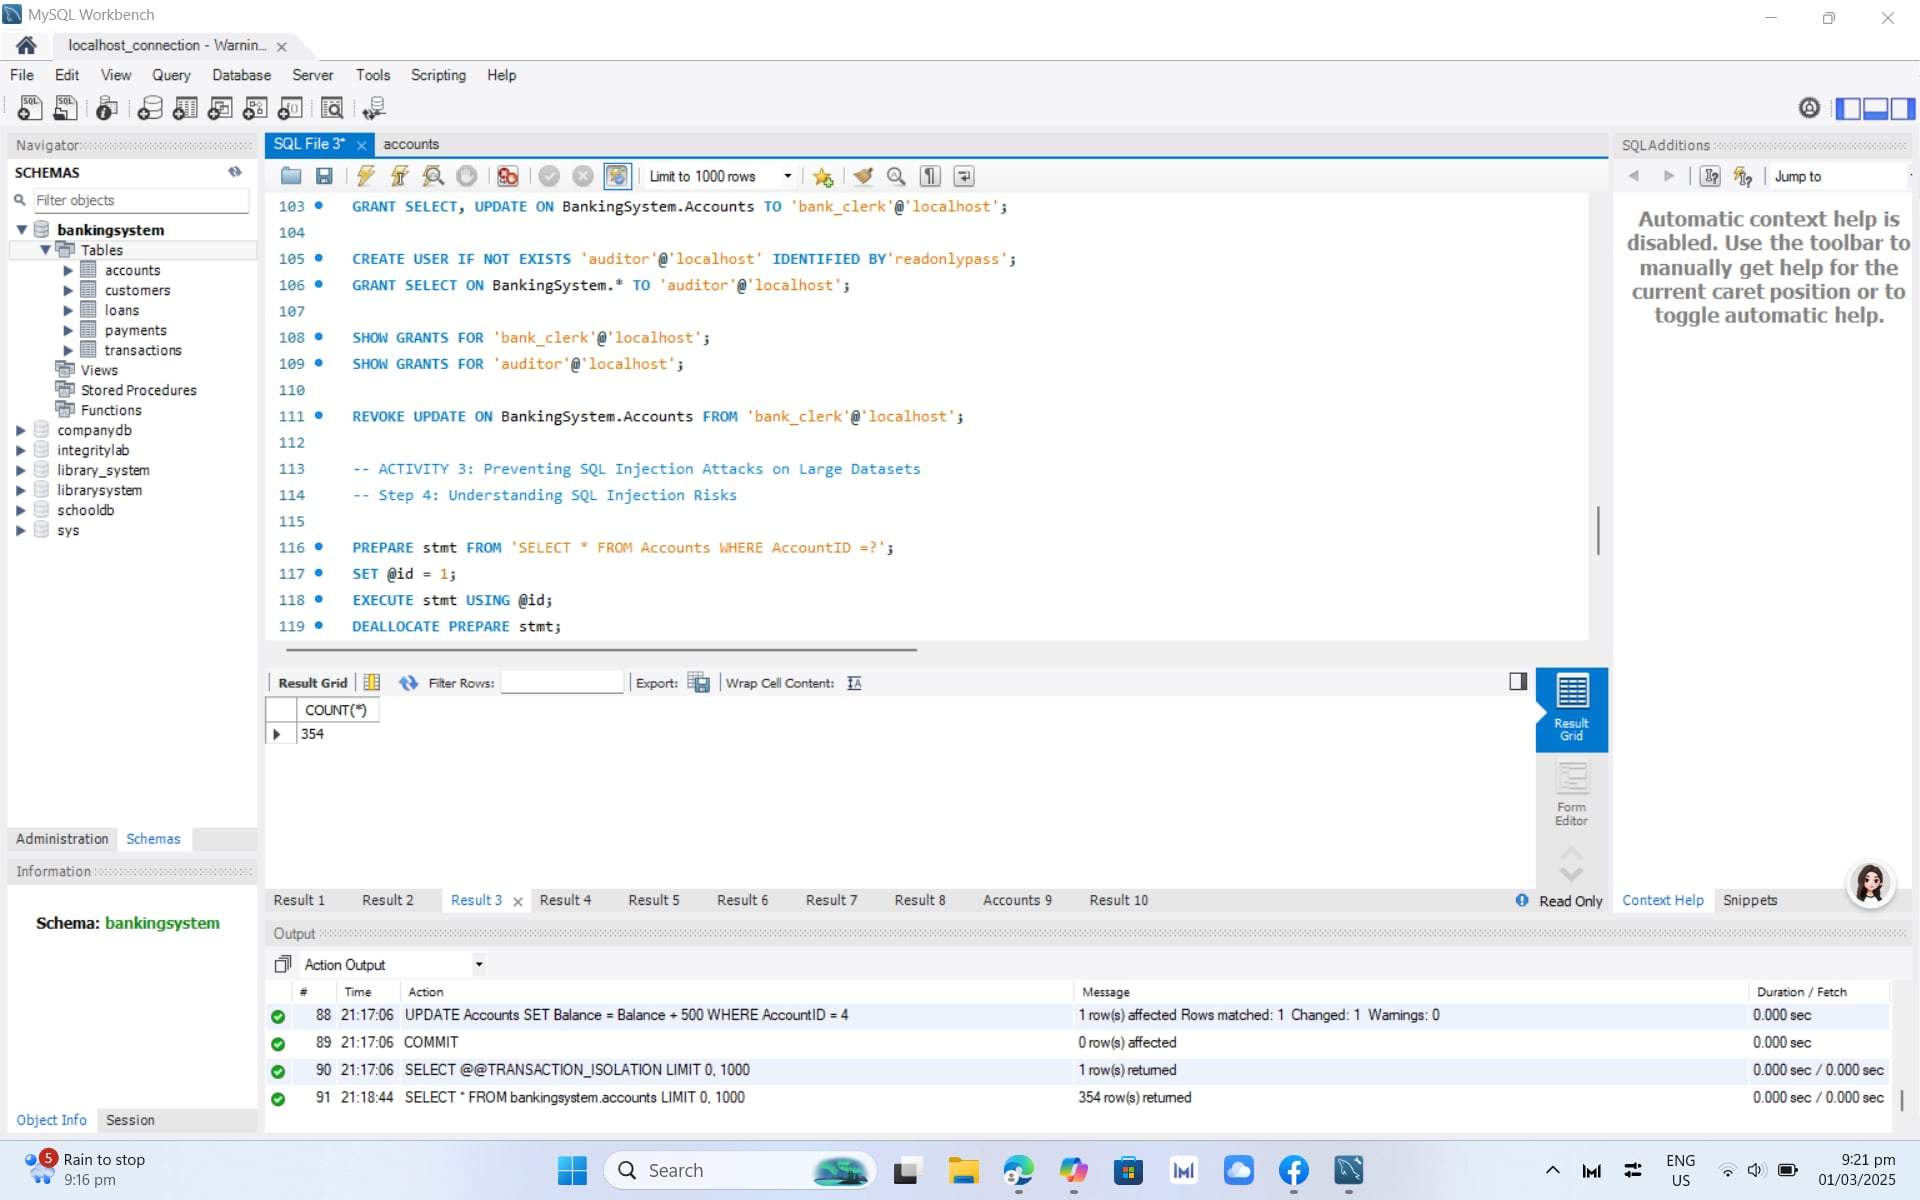 MySQL Workbench
localhost_connection - Warnin...
File Edit View Query Database Server Tools Scripting Help
Navigator
SCHEMAS
Filter objects
bankingsystem
Tables
accounts
customers
loans
payments
transactions
Views
Stored Procedures
Functions
companydb
integritylab
library_system
librarysystem
schooldb
sys
Administration Schemas
Information
Schema: bankingsystem
Object Info Session
SQL File 3* accounts
Limit to 1000 rows
103 GRANT SELECT, UPDATE ON BankingSystem.Accounts TO 'bank_clerk'@'localhost';
104
105 CREATE USER IF NOT EXISTS 'auditor'@'localhost' IDENTIFIED BY'readonlypass';
106 GRANT SELECT ON BankingSystem.* TO 'auditor'@'localhost';
107
108 SHOW GRANTS FOR 'bank_clerk'@'localhost';
109 SHOW GRANTS FOR 'auditor'@'localhost';
110
111 REVOKE UPDATE ON BankingSystem.Accounts FROM 'bank_clerk'@'localhost';
112
113 -- ACTIVITY 3: Preventing SQL Injection Attacks on Large Datasets
114 -- Step 4: Understanding SQL Injection Risks
115
116 PREPARE stmt FROM 'SELECT * FROM Accounts WHERE AccountID =?';
117 SET @id = 1;
118 EXECUTE stmt USING @id;
119 DEALLOCATE PREPARE stmt;
Result Grid Filter Rows: Export: Wrap Cell Content:
COUNT(*)
354
Result Grid
Form Editor
Result 1 Result 2 Result 3 Result 4 Result 5 Result 6 Result 7 Result 8 Accounts 9 Result 10 Read Only
SQLAdditions
Jump to
Automatic context help is
disabled. Use the toolbar to
manually get help for the
current caret position or to
toggle automatic help.
Context Help Snippets
Output
Action Output
# Time Action Message Duration / Fetch
88 21:17:06 UPDATE Accounts SET Balance = Balance + 500 WHERE AccountID = 4 1 row(s) affected Rows matched: 1 Changed: 1 Warnings: 0 0.000 sec
89 21:17:06 COMMIT 0 row(s) affected 0.000 sec
90 21:17:06 SELECT @@TRANSACTION_ISOLATION LIMIT 0, 1000 1 row(s) returned 0.000 sec / 0.000 sec
91 21:18:44 SELECT * FROM bankingsystem.accounts LIMIT 0, 1000 354 row(s) returned 0.000 sec / 0.000 sec
5
Rain to stop
9:16 pm
Search
ENG
US
9:21 pm
01/03/2025